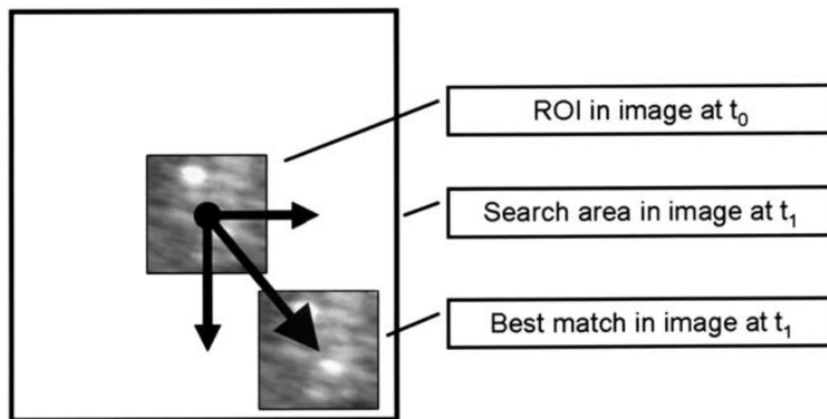 ROI in image at t₀
Search area in image at t₁
Best match in image at t₁